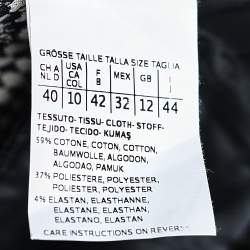 GRÖSSE TAILLE TALLA SIZE TAGLIA
CH A NL D USA CA COL F B MEX GB I J
40 10 42 32 12 44
TESSUTO-TISSU-CLOTH-STOFF-
TEJIDO-TECIDO-KUMAŞ
59% COTONE, COTON, COTTON,
BAUMWOLLE, ALGODON,
ALGODAO, PAMUK
37% POLIESTERE, POLYESTER,
POLIESTER, POLYESTER
4% ELASTAN, ELASTHANNE,
ELASTANE, ELASTHAN,
ELASTANO, ELASTAN
CARE INSTRUCTIONS ON REVERS